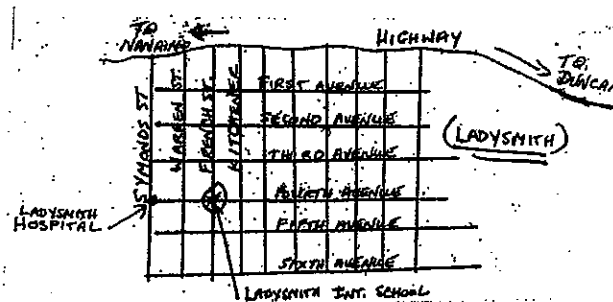 TO NANAIMO
HIGHWAY
TO: DUNCAN
SYMONDS ST
WARREN ST.
FRENCH ST.
KITCHENER
FIRST AVENUE
SECOND AVENUE
(LADYSMITH)
THIRD AVENUE
FOURTH AVENUE
LADYSMITH
HOSPITAL
FIFTH AVENUE
SIXTH AVENUE
LADYSMITH INT. SCHOOL